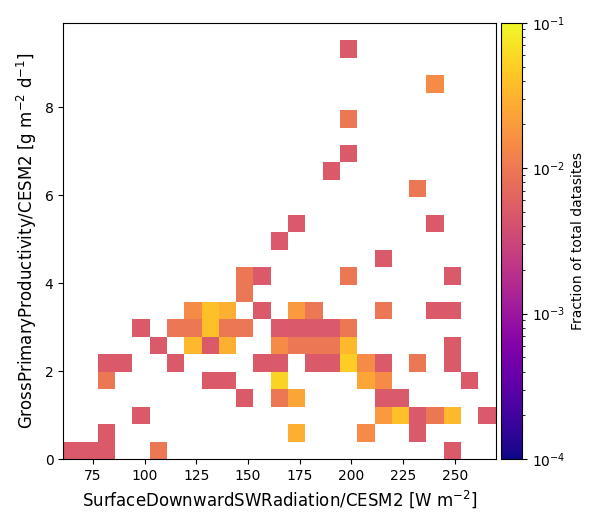 GrossPrimaryProductivity/CESM2 [g m⁻² d⁻¹]
8
6
4
2
0
75 100 125 150 175 200 225 250
SurfaceDownwardSWRadiation/CESM2 [W m⁻²]
10⁻¹
10⁻²
10⁻³
10⁻⁴
Fraction of total datasites